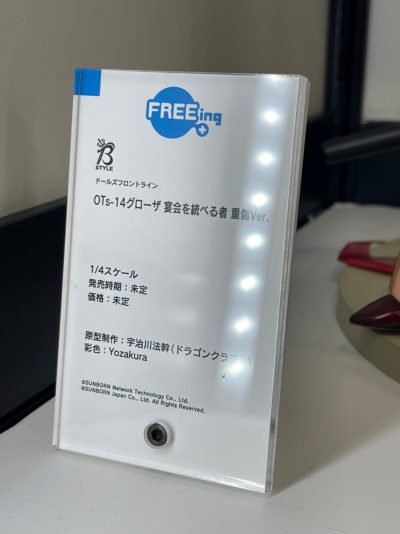 FREEing
B
STYLE
ドールズフロントライン
OTs-14グローザ 宴会を統べる者 重傷Ver.
1/4スケール
発売時期：未定
価格：未定
原型制作：宇治川法幹（ドラゴンクラフト）
彩色：Yozakura
©SUNBORN Network Technology Co., Ltd.
©SUNBORN Japan Co., Ltd. All Rights Reserved.